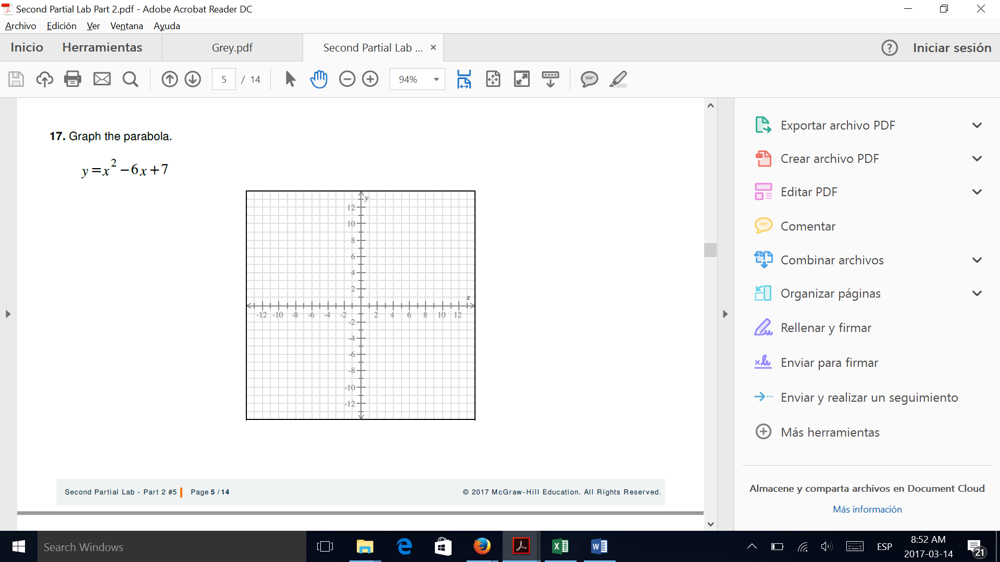 Second Partial Lab Part 2.pdf - Adobe Acrobat Reader DC
Archivo Edición Ver Ventana Ayuda
Inicio Herramientas Grey.pdf Second Partial Lab ... × ? Iniciar sesión
5 / 14 94%
17. Graph the parabola.
y = x² − 6x + 7
y
12
10
8
6
4
2
x
-12 -10 -8 -6 -4 -2 2 4 6 8 10 12
-2
-4
-6
-8
-10
-12
Second Partial Lab - Part 2 #5 Page 5 / 14 © 2017 McGraw-Hill Education. All Rights Reserved.
Exportar archivo PDF
Crear archivo PDF
Editar PDF
Comentar
Combinar archivos
Organizar páginas
Rellenar y firmar
Enviar para firmar
Enviar y realizar un seguimiento
Más herramientas
Almacene y comparta archivos en Document Cloud
Más información
Search Windows ESP 8:52 AM
2017-03-14
21